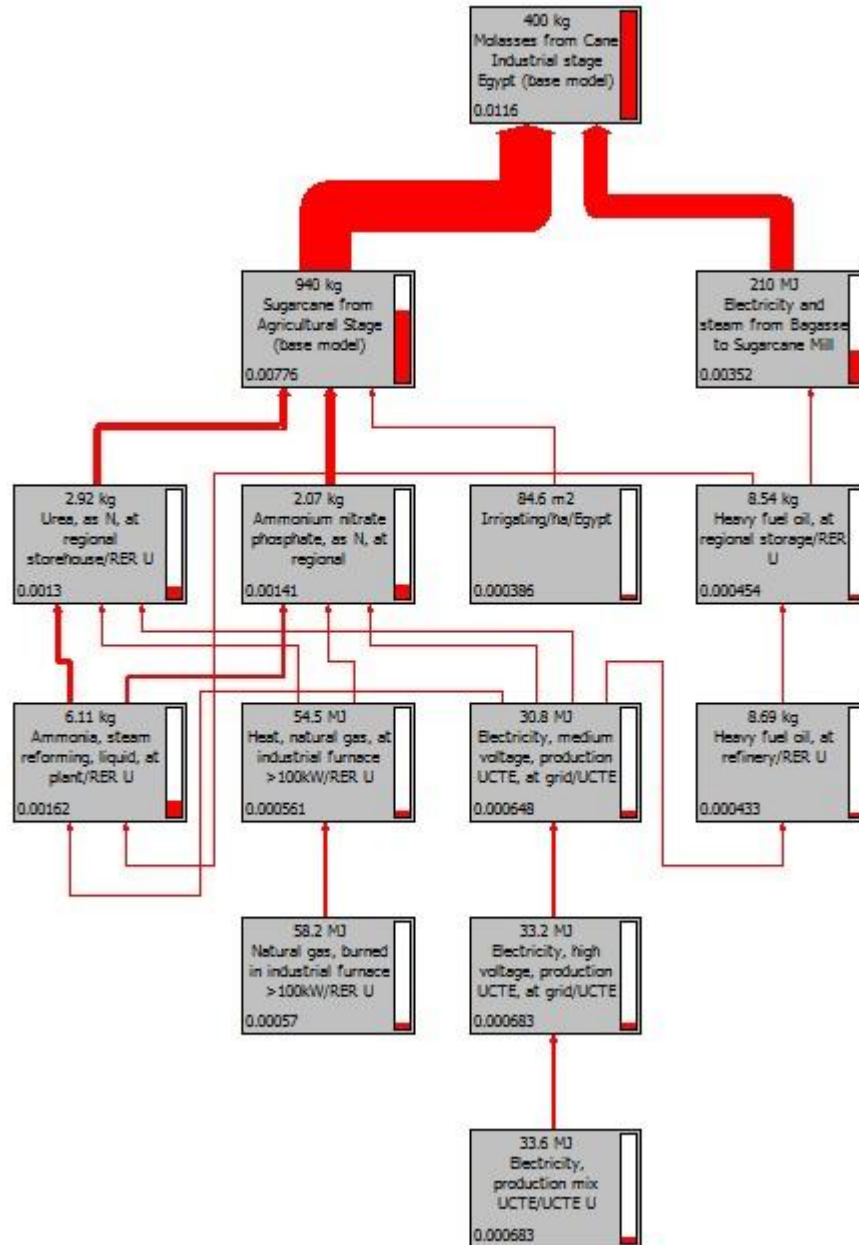 400 kg
Molasses from Cane
Industrial stage
Egypt (base model)
0.0116
940 kg
Sugarcane from
Agricultural Stage
(base model)
0.00776
210 MJ
Electricity and
steam from Bagasse
to Sugarcane Mill
0.00352
2.92 kg
Urea, as N, at
regional
storehouse/RER U
0.0013
2.07 kg
Ammonium nitrate
phosphate, as N, at
regional
0.00141
84.6 m2
Irrigating/ha/Egypt
0.000386
8.54 kg
Heavy fuel oil, at
regional storage/RER
U
0.000454
6.11 kg
Ammonia, steam
reforming, liquid, at
plant/RER U
0.00162
54.5 MJ
Heat, natural gas, at
industrial furnace
>100kW/RER U
0.000561
30.8 MJ
Electricity, medium
voltage, production
UCTE, at grid/UCTE
0.000648
8.69 kg
Heavy fuel oil, at
refinery/RER U
0.000433
58.2 MJ
Natural gas, burned
in industrial furnace
>100kW/RER U
0.00057
33.2 MJ
Electricity, high
voltage, production
UCTE, at grid/UCTE
0.000683
33.6 MJ
Electricity,
production mix
UCTE/UCTE U
0.000683